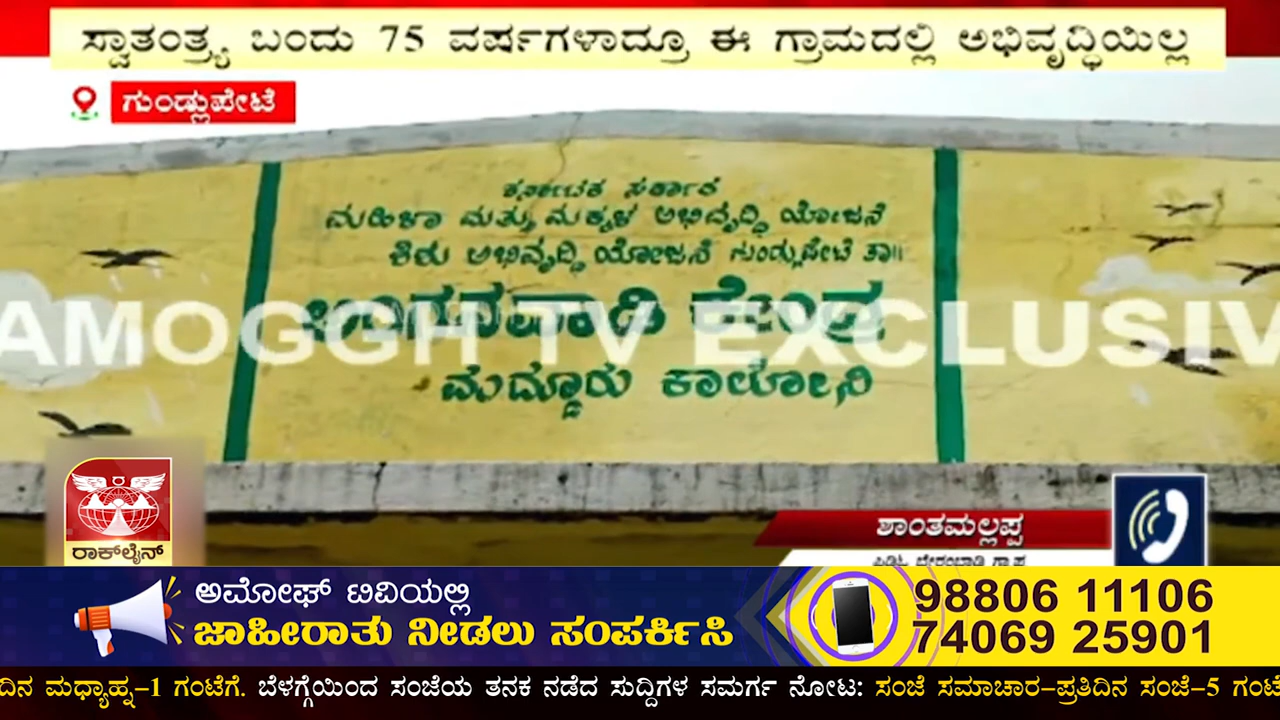 ಸ್ವಾತಂತ್ರ್ಯ ಬಂದು 75 ವರ್ಷಗಳಾದ್ರೂ ಈ ಗ್ರಾಮದಲ್ಲಿ ಅಭಿವೃದ್ಧಿಯಿಲ್ಲ
ಗುಂಡ್ಲುಪೇಟೆ
ಕರ್ನಾಟಕ ಸರ್ಕಾರ
ಮಹಿಳಾ ಮತ್ತು ಮಕ್ಕಳ ಅಭಿವೃದ್ಧಿ ಯೋಜನೆ
ಶಿಶು ಅಭಿವೃದ್ಧಿ ಯೋಜನೆ ಗುಂಡ್ಲುಪೇಟೆ ತಾ||
ಅಂಗನವಾಡಿ ಕೇಂದ್ರ
AMOGGH TV EXCLUSIV
ಮದ್ದೂರು ಕಾಲೋನಿ
ರಾಕ್‌ಲೈನ್
ಶಾಂತಮಲ್ಲಪ್ಪ
ಅಮೋಘ್ ಟಿವಿಯಲ್ಲಿ
ಜಾಹೀರಾತು ನೀಡಲು ಸಂಪರ್ಕಿಸಿ
98806 11106
74069 25901
ದಿನ ಮಧ್ಯಾಹ್ನ-1 ಗಂಟೆಗೆ. ಬೆಳಗ್ಗೆಯಿಂದ ಸಂಜೆಯ ತನಕ ನಡೆದ ಸುದ್ದಿಗಳ ಸಮರ್ಗ ನೋಟ: ಸಂಜೆ ಸಮಾಚಾರ-ಪ್ರತಿದಿನ ಸಂಜೆ-5 ಗಂಟೆ